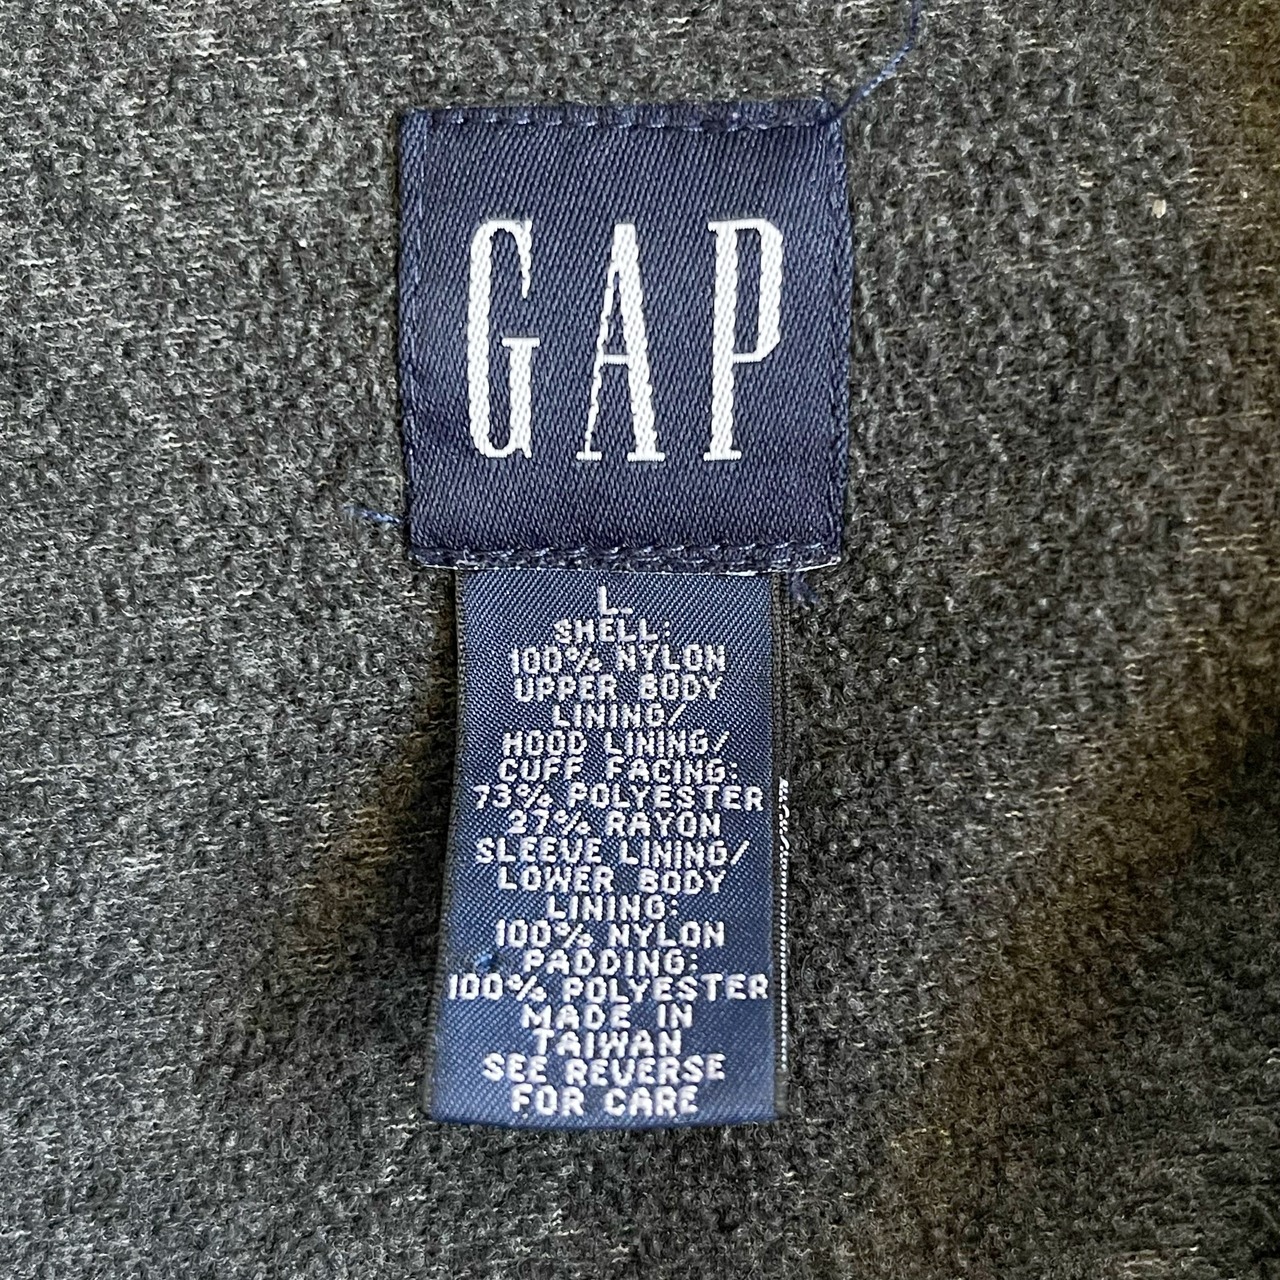 GAP
L.
SHELL:
100% NYLON
UPPER BODY
LINING/
HOOD LINING/
CUFF FACING:
73% POLYESTER
27% RAYON
SLEEVE LINING/
LOWER BODY
LINING:
100% NYLON
PADDING:
100% POLYESTER
MADE IN
TAIWAN
SEE REVERSE
FOR CARE